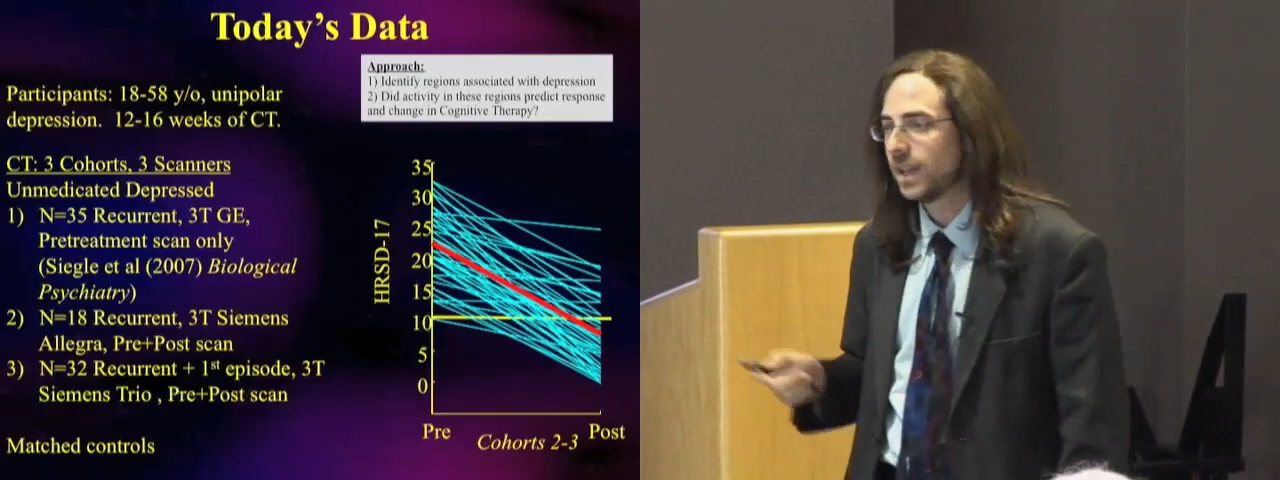 Today's Data
Approach:
1) Identify regions associated with depression
2) Did activity in these regions predict response
and change in Cognitive Therapy?
Participants: 18-58 y/o, unipolar
depression. 12-16 weeks of CT.
CT: 3 Cohorts, 3 Scanners
Unmedicated Depressed
1) N=35 Recurrent, 3T GE,
Pretreatment scan only
(Siegle et al (2007) Biological
Psychiatry)
2) N=18 Recurrent, 3T Siemens
Allegra, Pre+Post scan
3) N=32 Recurrent + 1st episode, 3T
Siemens Trio , Pre+Post scan
Matched controls
HRSD-17
35
30
25
20
15
10
5
0
Pre
Cohorts 2-3
Post